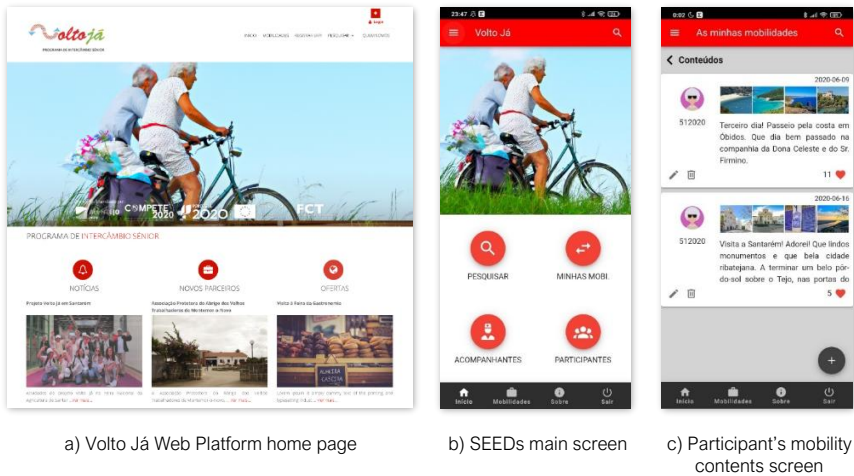 Volto já
PROGRAMA DE INTERCÂMBIO SÉNIOR
Login
INÍCIO MOBILIDADES
COMPETE 2020
2020
FCT
PROGRAMA DE INTERCÂMBIO SÉNIOR
NOTÍCIAS
NOVOS PARCEIROS
OFERTAS
Projeto Volto Já em Santarém
Associação Protetora do Abrigo dos Velhos
Trabalhadores de Montemor-o-Novo
Visita à Feira da Gastronomia
a) Volto Já Web Platform home page
23:47
Volto Já
PESQUISAR
MINHAS MOBI.
ACOMPANHANTES
PARTICIPANTES
Início
Mobilidades
Sobre
Sair
b) SEEDs main screen
0:02
As minhas mobilidades
Conteúdos
2020-06-09
512020
Terceiro dia! Passeio pela costa em
Óbidos. Que dia bem passado na
companhia da Dona Celeste e do Sr.
Firmino.
11
2020-06-16
512020
Visita a Santarém! Adorei! Que lindos
monumentos e que bela cidade
ribatejana. A terminar um belo pôr-
do-sol sobre o Tejo, nas portas do
5
Início
Mobilidades
Sobre
Sair
c) Participant's mobility
contents screen